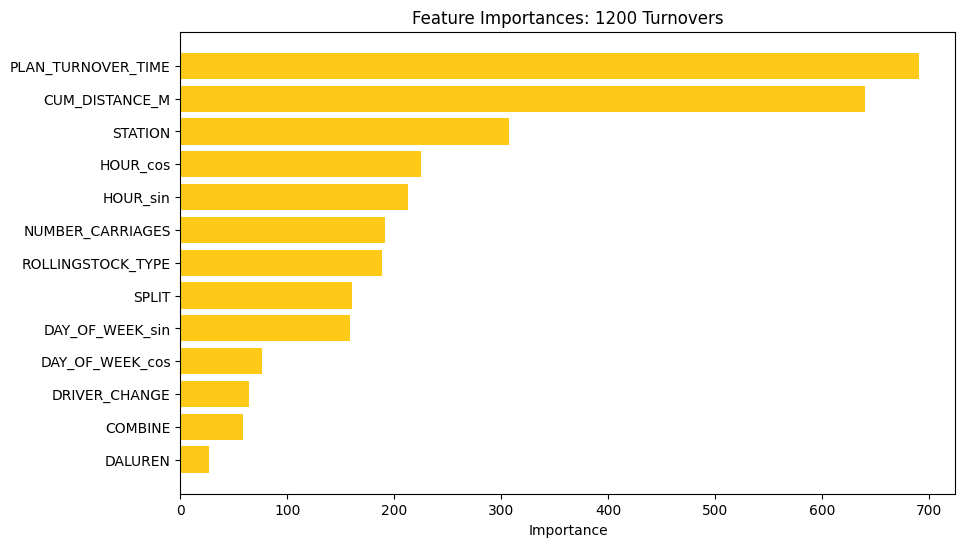 Feature Importances: 1200 Turnovers
PLAN_TURNOVER_TIME
CUM_DISTANCE_M
STATION
HOUR_cos
HOUR_sin
NUMBER_CARRIAGES
ROLLINGSTOCK_TYPE
SPLIT
DAY_OF_WEEK_sin
DAY_OF_WEEK_cos
DRIVER_CHANGE
COMBINE
DALUREN
0 100 200 300 400 500 600 700
Importance